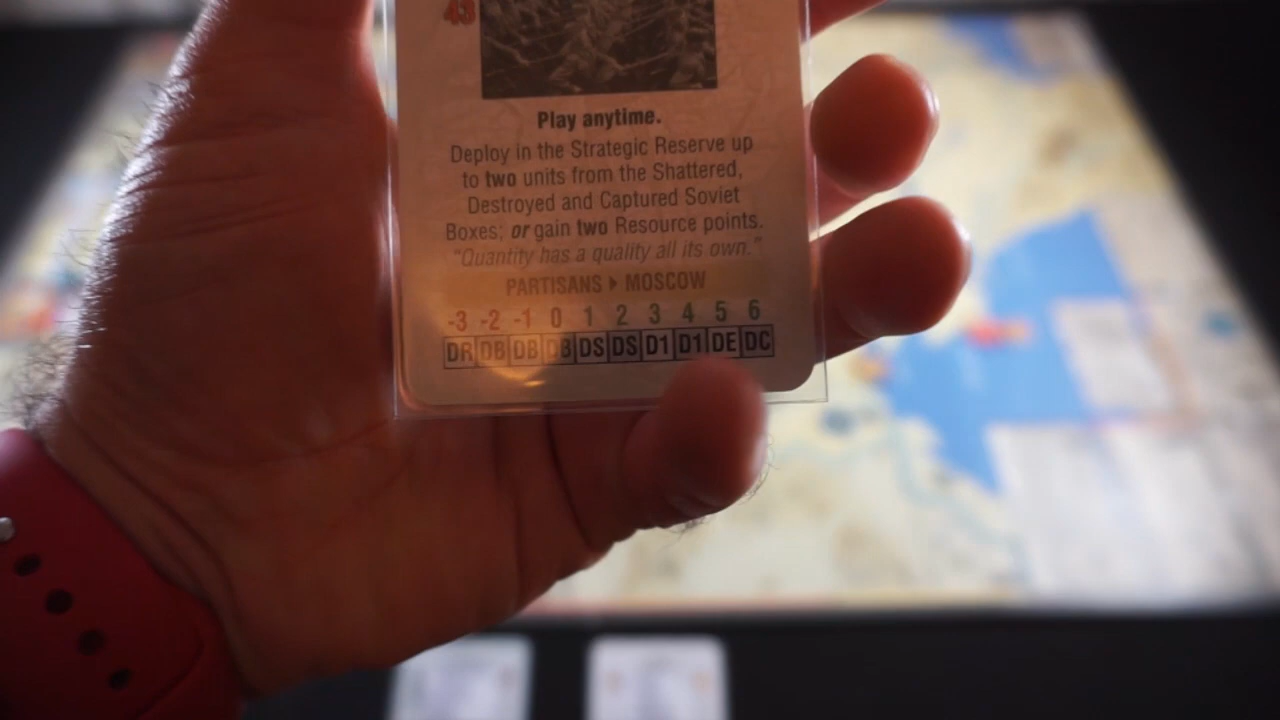 43
Play anytime.
Deploy in the Strategic Reserve up
to two units from the Shattered,
Destroyed and Captured Soviet
Boxes; or gain two Resource points.
"Quantity has a quality all its own."
PARTISANS ▸ MOSCOW
-3 -2 -1 0 1 2 3 4 5 6
DR DB DB DB DS DS D1 D1 DE DC